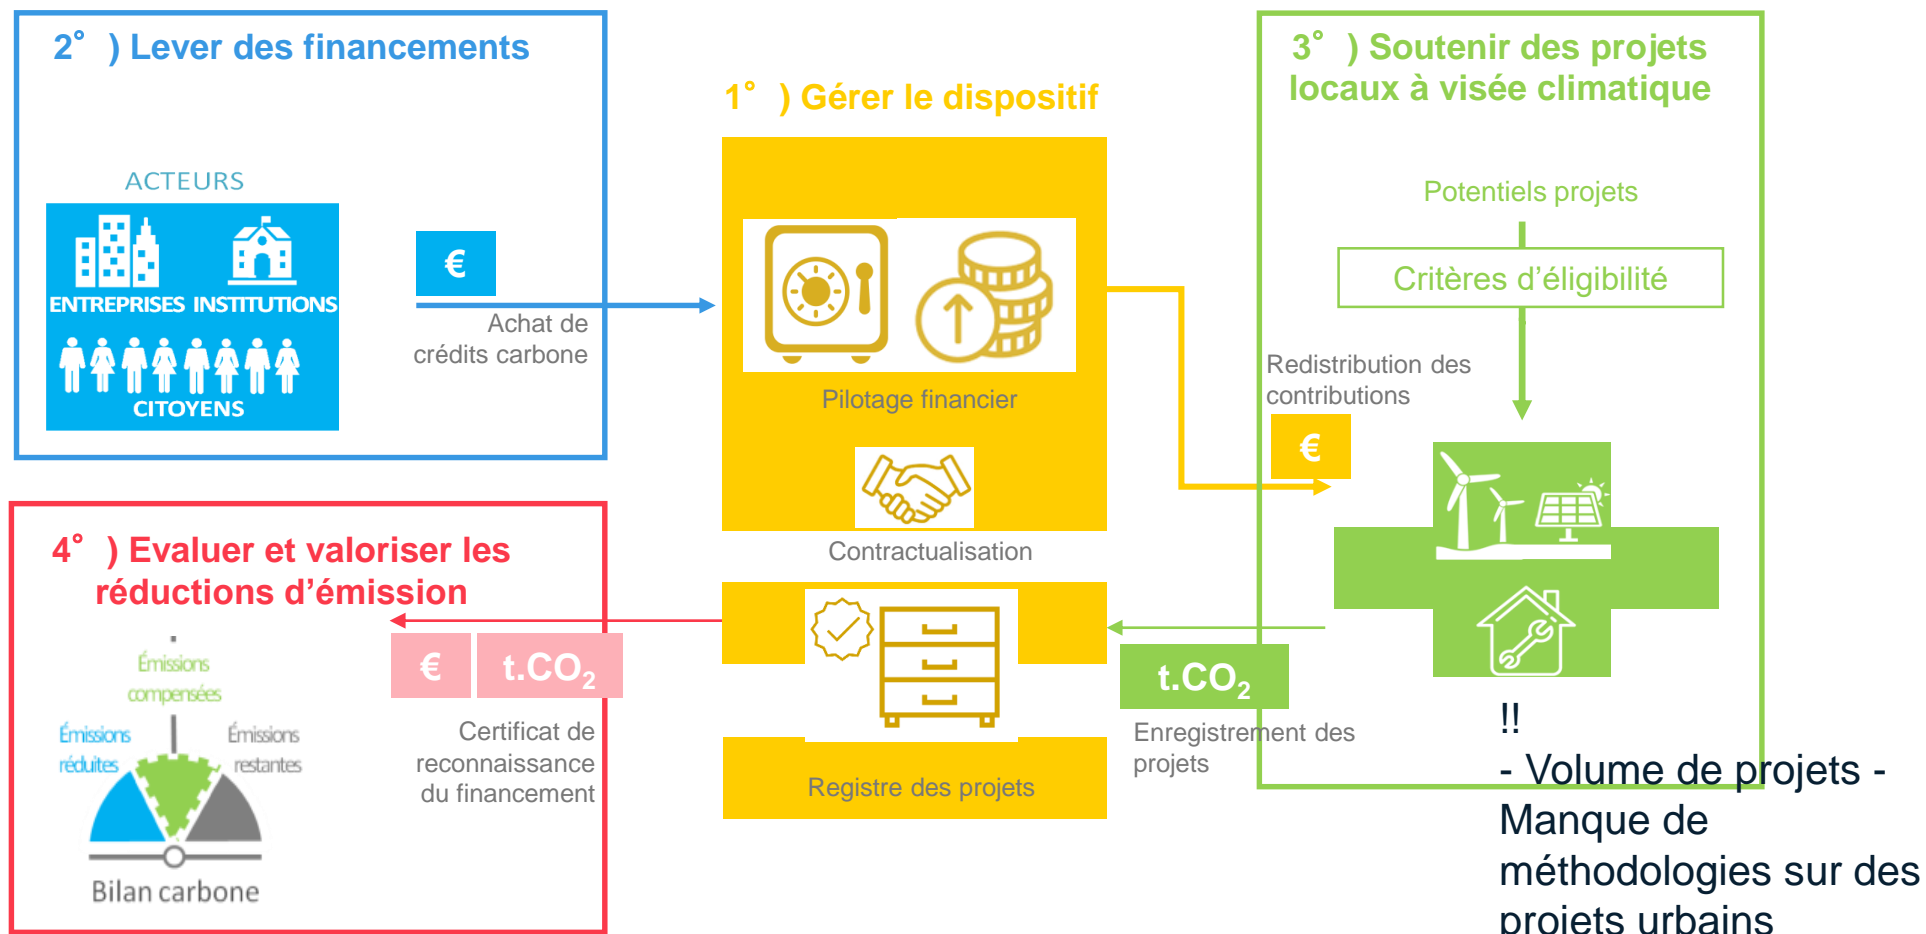 2° ) Lever des financements
ACTEURS
ENTREPRISES INSTITUTIONS
CITOYENS
€
Achat de
crédits carbone
1° ) Gérer le dispositif
Pilotage financier
Contractualisation
Registre des projets
3° ) Soutenir des projets
locaux à visée climatique
Potentiels projets
Critères d’éligibilité
Redistribution des
contributions
€
t.CO₂
Enregistrement des
projets
!!
- Volume de projets -
Manque de
méthodologies sur des
projets urbains
4° ) Evaluer et valoriser les
réductions d’émission
€ t.CO₂
Certificat de
reconnaissance
du financement
Émissions
compensées
Émissions
réduites
Émissions
restantes
Bilan carbone